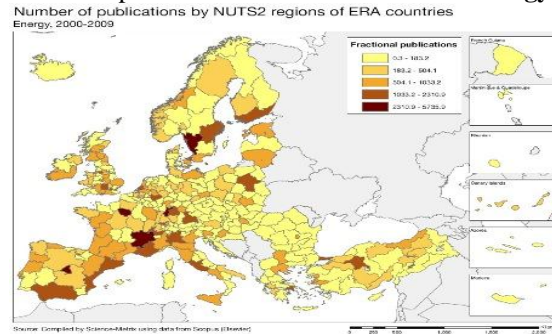 Number of publications by NUTS2 regions of ERA countries
Energy, 2000-2009
Fractional publications
0.1 - 183.2
183.2 - 504.1
504.1 - 1033.2
1033.2 - 2310.9
2310.9 - 5735.9
French Guiana
Martinique & Guadeloupe
Reunion
Canary Islands
Azores
Madeira
Source: Compiled by Science-Metrix using data from Scopus (Elsevier)